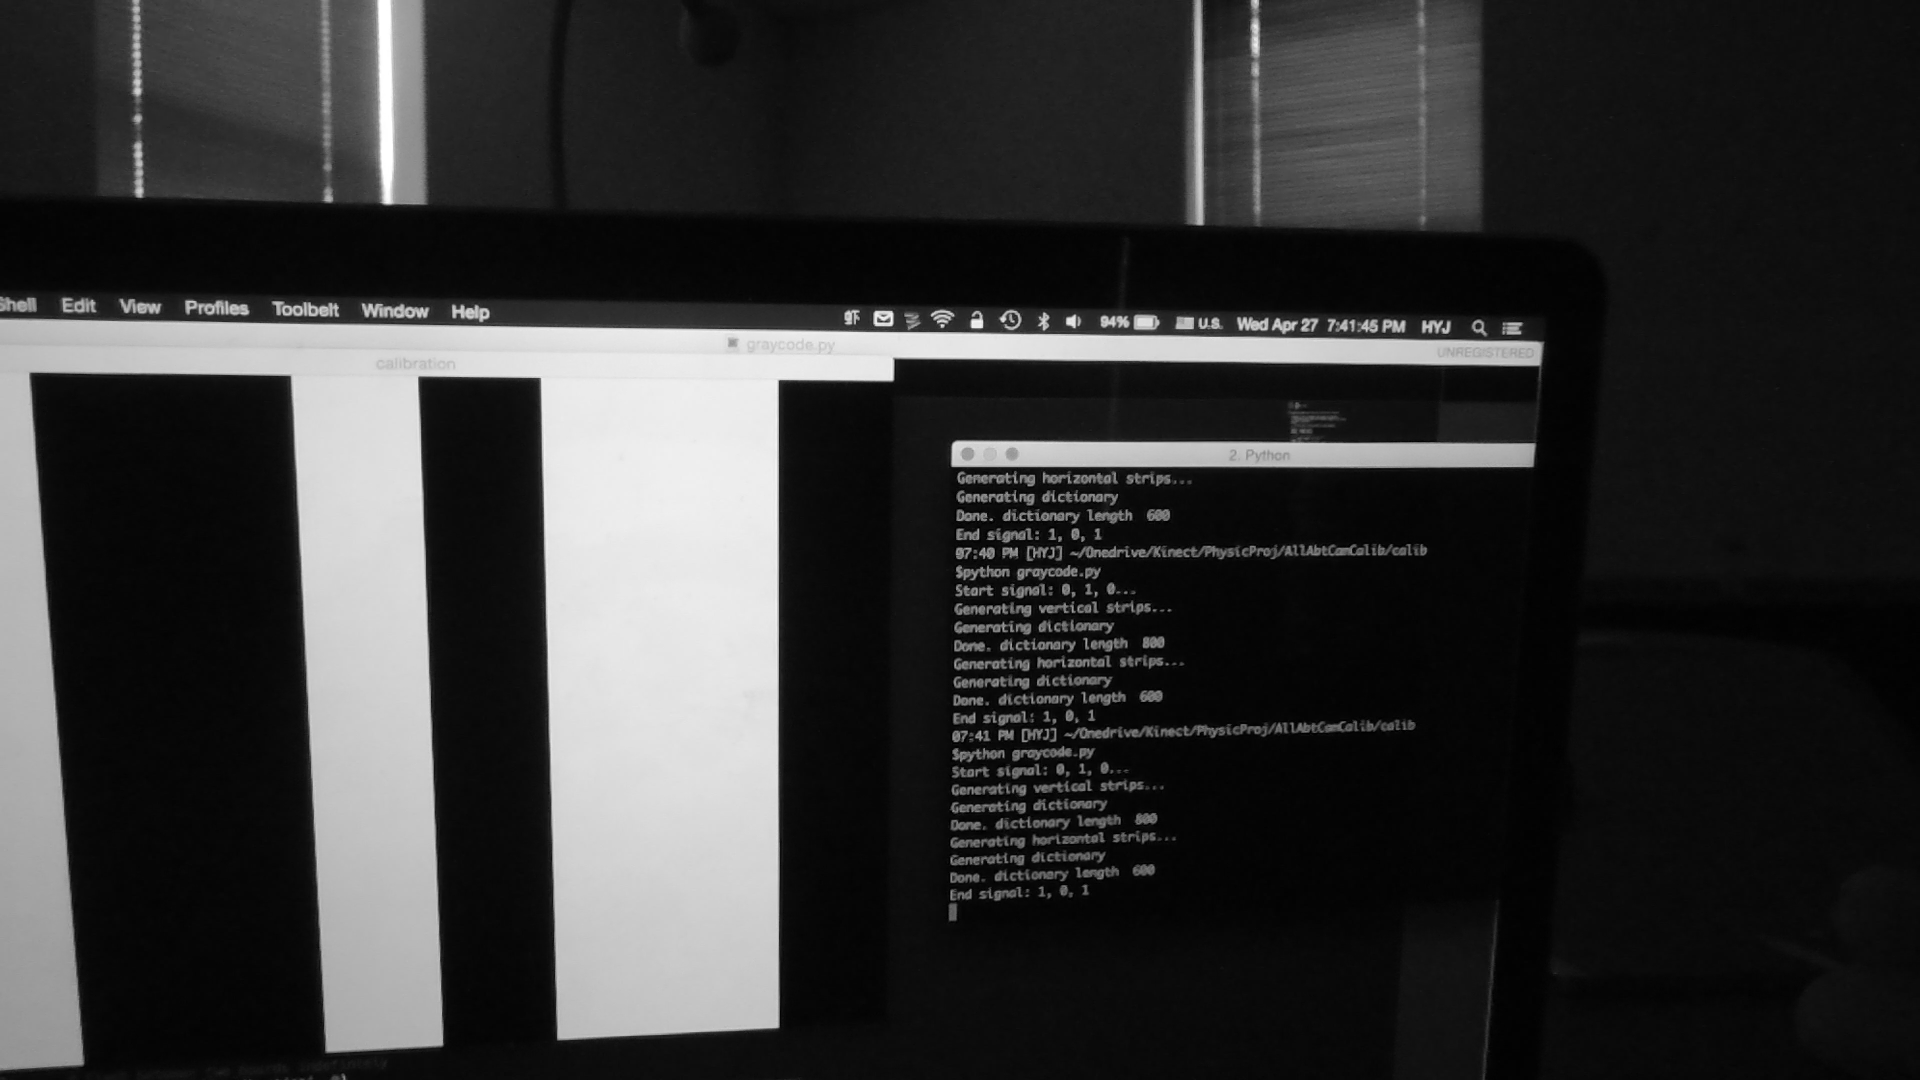 Shell Edit View Profiles Toolbelt Window Help 94% U.S. Wed Apr 27 7:41:45 PM HYJ
graycode.py
UNREGISTERED
calibration
2. Python
Generating horizontal strips...
Generating dictionary
Done. dictionary length 600
End signal: 1, 0, 1
07:40 PM [HYJ] ~/Onedrive/Kinect/PhysicProj/AllAbtCamCalib/calib
$python graycode.py
Start signal: 0, 1, 0...
Generating vertical strips...
Generating dictionary
Done. dictionary length 800
Generating horizontal strips...
Generating dictionary
Done. dictionary length 600
End signal: 1, 0, 1
07:41 PM [HYJ] ~/Onedrive/Kinect/PhysicProj/AllAbtCamCalib/calib
$python graycode.py
Start signal: 0, 1, 0...
Generating vertical strips...
Generating dictionary
Done. dictionary length 800
Generating horizontal strips...
Generating dictionary
Done. dictionary length 600
End signal: 1, 0, 1